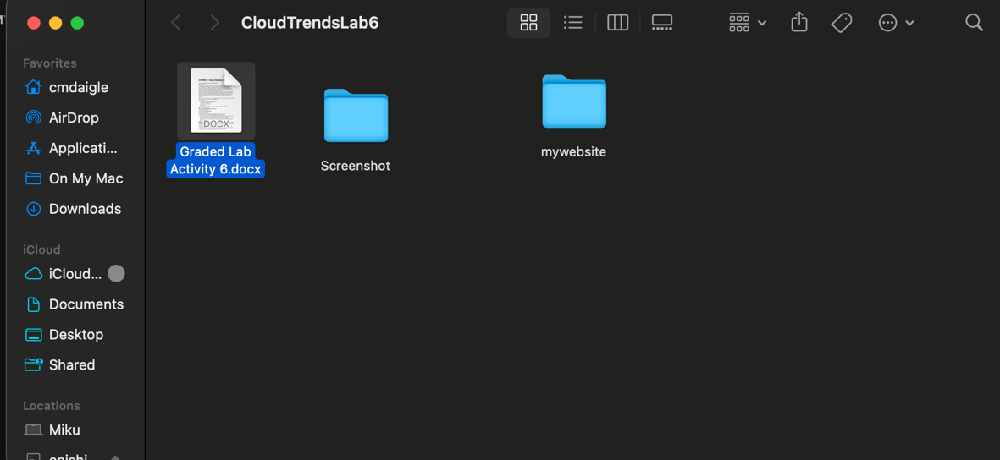 CloudTrendsLab6
Favorites
cmdaigle
AirDrop
Applicati...
On My Mac
Downloads
iCloud
iCloud...
Documents
Desktop
Shared
Locations
Miku
DOCX
Graded Lab
Activity 6.docx
Screenshot
mywebsite